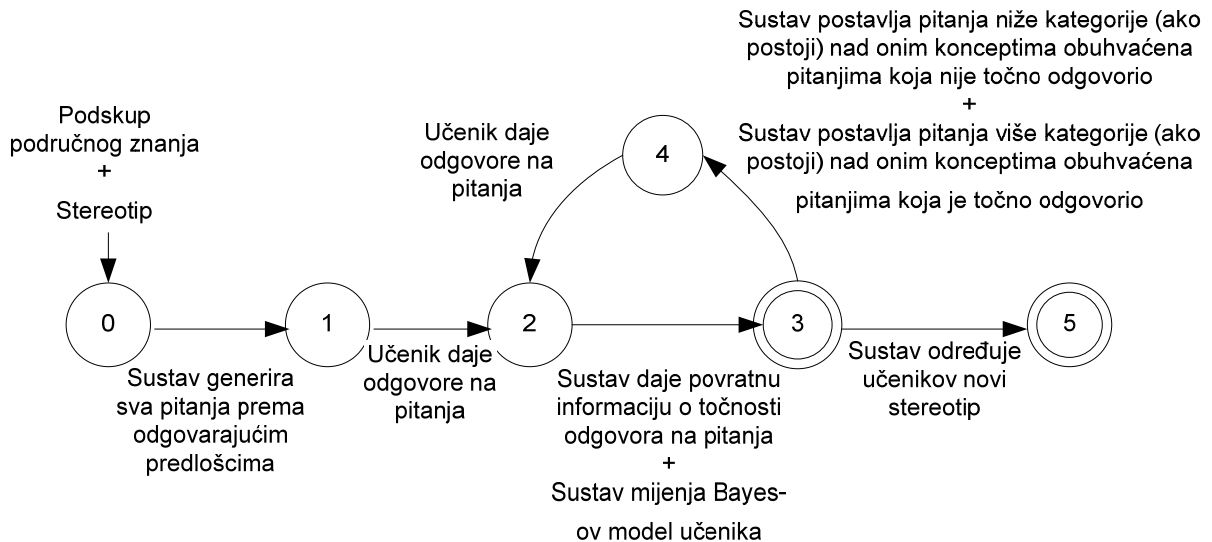 Sustav postavlja pitanja niže kategorije (ako
postoji) nad onim konceptima obuhvaćena
pitanjima koja nije točno odgovorio
+
Sustav postavlja pitanja više kategorije (ako
postoji) nad onim konceptima obuhvaćena
pitanjima koja je točno odgovorio
Podskup
područnog znanja
+
Stereotip
Učenik daje
odgovore na
pitanja
4
0
1
2
3
5
Sustav generira
sva pitanja prema
odgovarajućim
predlošcima
Učenik daje
odgovore na
pitanja
Sustav daje povratnu
informaciju o točnosti
odgovora na pitanja
+
Sustav mijenja Bayes-
ov model učenika
Sustav određuje
učenikov novi
stereotip